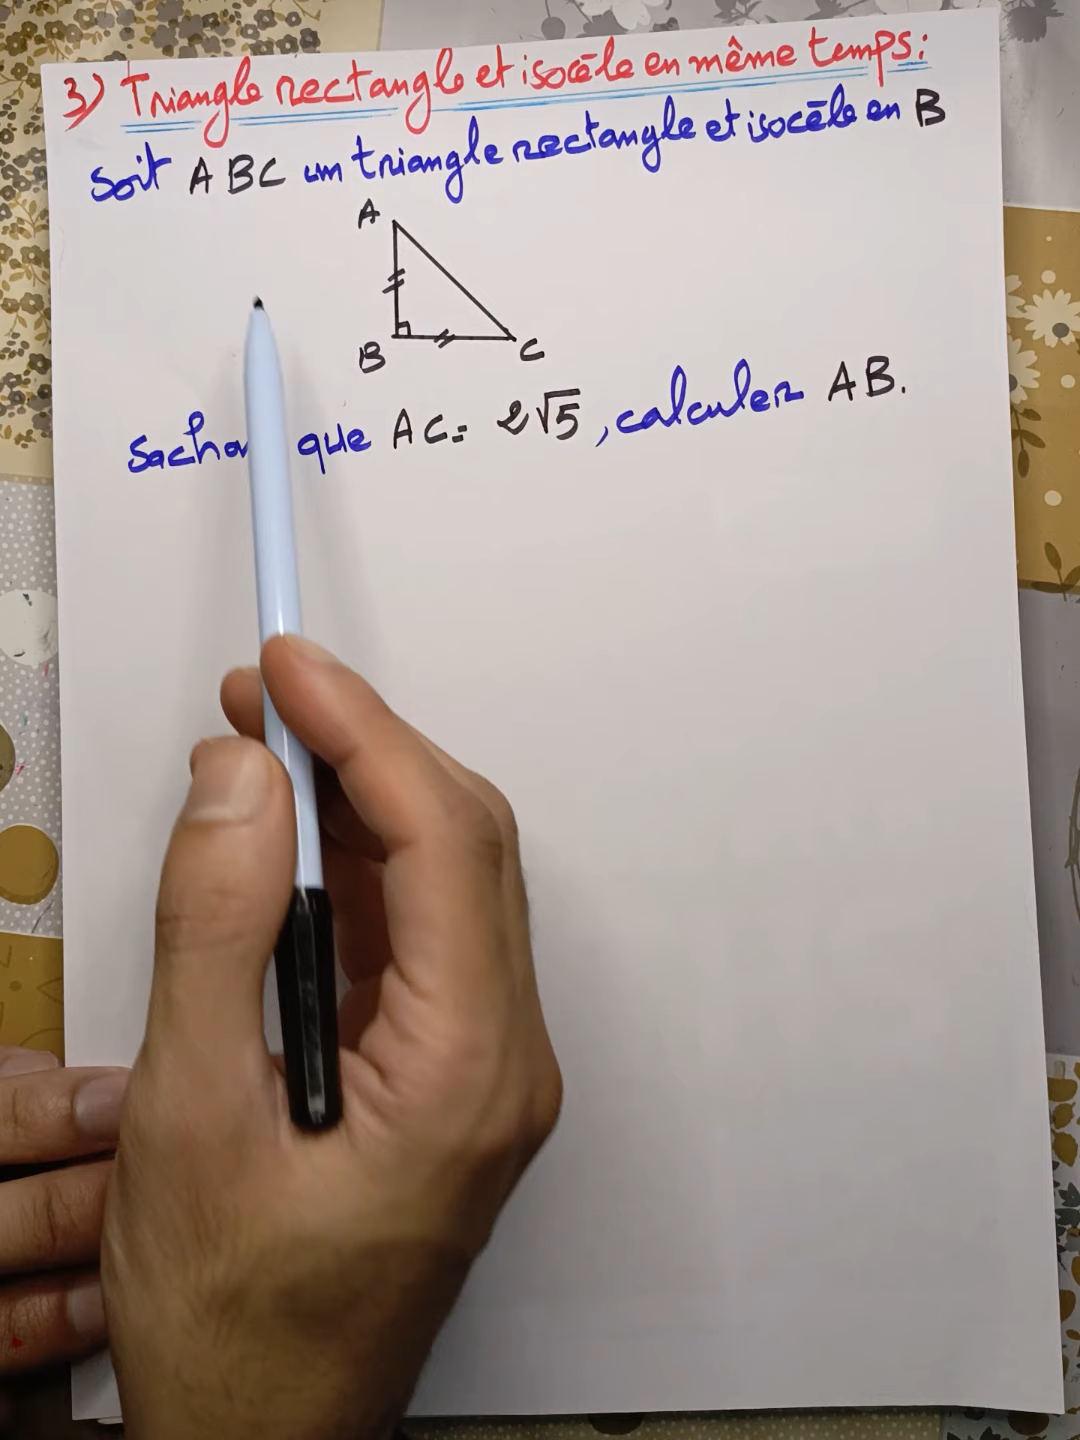 3) Triangle rectangle et isocèle en même temps:
Soit ABC un triangle rectangle et isocèle en B
A
B
C
que AC = 2√5, calculer AB.